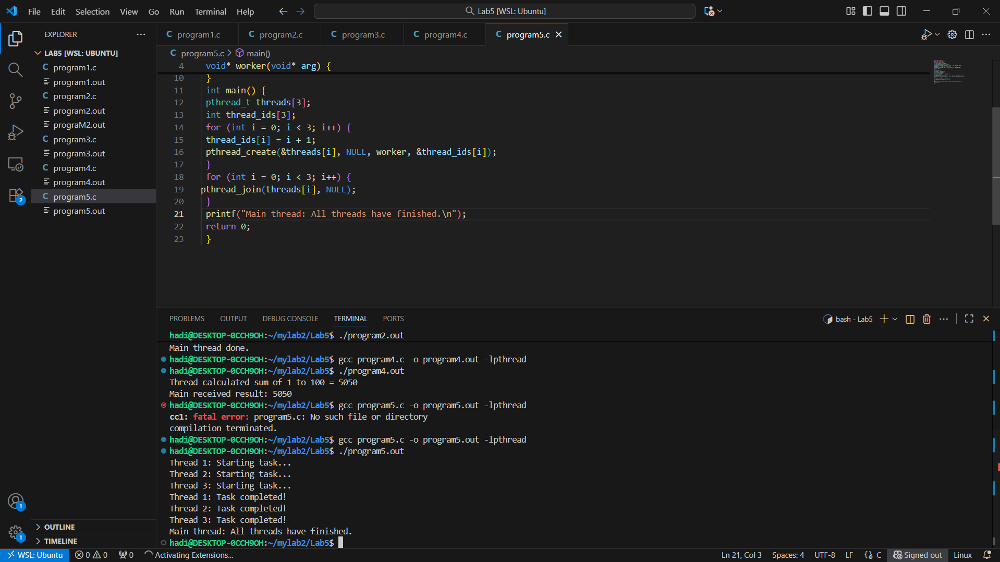 File Edit Selection View Go Run Terminal Help
Lab5 [WSL: Ubuntu]
EXPLORER
LAB5 [WSL: UBUNTU]
program1.c
program1.out
program2.c
program2.out
prograM2.out
program3.c
program3.out
program4.c
program4.out
program5.c
program5.out
OUTLINE
TIMELINE
2
1
1
C program1.c C program2.c C program3.c C program4.c C program5.c
C program5.c > main()
4 void* worker(void* arg) {
10 }
11 int main() {
12 pthread_t threads[3];
13 int thread_ids[3];
14 for (int i = 0; i < 3; i++) {
15 thread_ids[i] = i + 1;
16 pthread_create(&threads[i], NULL, worker, &thread_ids[i]);
17 }
18 for (int i = 0; i < 3; i++) {
19 pthread_join(threads[i], NULL);
20 }
21 printf("Main thread: All threads have finished.\n");
22 return 0;
23 }
PROBLEMS OUTPUT DEBUG CONSOLE TERMINAL PORTS
bash - Lab5
hadi@DESKTOP-0CCH9OH:~/mylab2/Lab5$ ./program2.out
Main thread done.
hadi@DESKTOP-0CCH9OH:~/mylab2/Lab5$ gcc program4.c -o program4.out -lpthread
hadi@DESKTOP-0CCH9OH:~/mylab2/Lab5$ ./program4.out
Thread calculated sum of 1 to 100 = 5050
Main received result: 5050
hadi@DESKTOP-0CCH9OH:~/mylab2/Lab5$ gcc program5.c -o program5.out -lpthread
cc1: fatal error: program5.c: No such file or directory
compilation terminated.
hadi@DESKTOP-0CCH9OH:~/mylab2/Lab5$ gcc program5.c -o program5.out -lpthread
hadi@DESKTOP-0CCH9OH:~/mylab2/Lab5$ ./program5.out
Thread 1: Starting task...
Thread 2: Starting task...
Thread 3: Starting task...
Thread 1: Task completed!
Thread 2: Task completed!
Thread 3: Task completed!
Main thread: All threads have finished.
hadi@DESKTOP-0CCH9OH:~/mylab2/Lab5$
WSL: Ubuntu 0 0 0 Activating Extensions... Ln 21, Col 3 Spaces: 4 UTF-8 LF C Signed out Linux